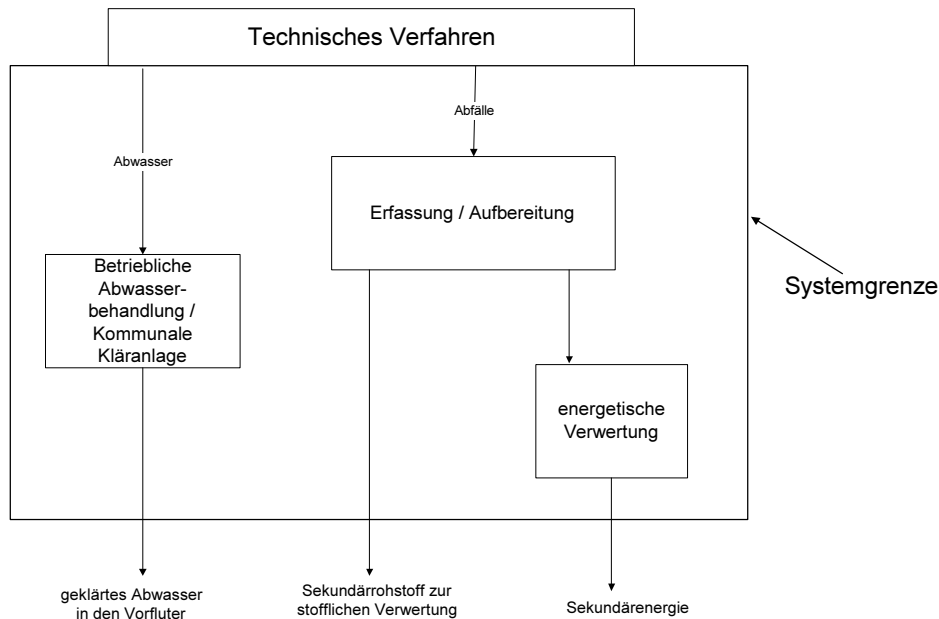 Technisches Verfahren
Abfälle
Abwasser
Erfassung / Aufbereitung
Betriebliche
Abwasser-
behandlung /
Kommunale
Kläranlage
Systemgrenze
energetische
Verwertung
geklärtes Abwasser
in den Vorfluter
Sekundärrohstoff zur
stofflichen Verwertung
Sekundärenergie